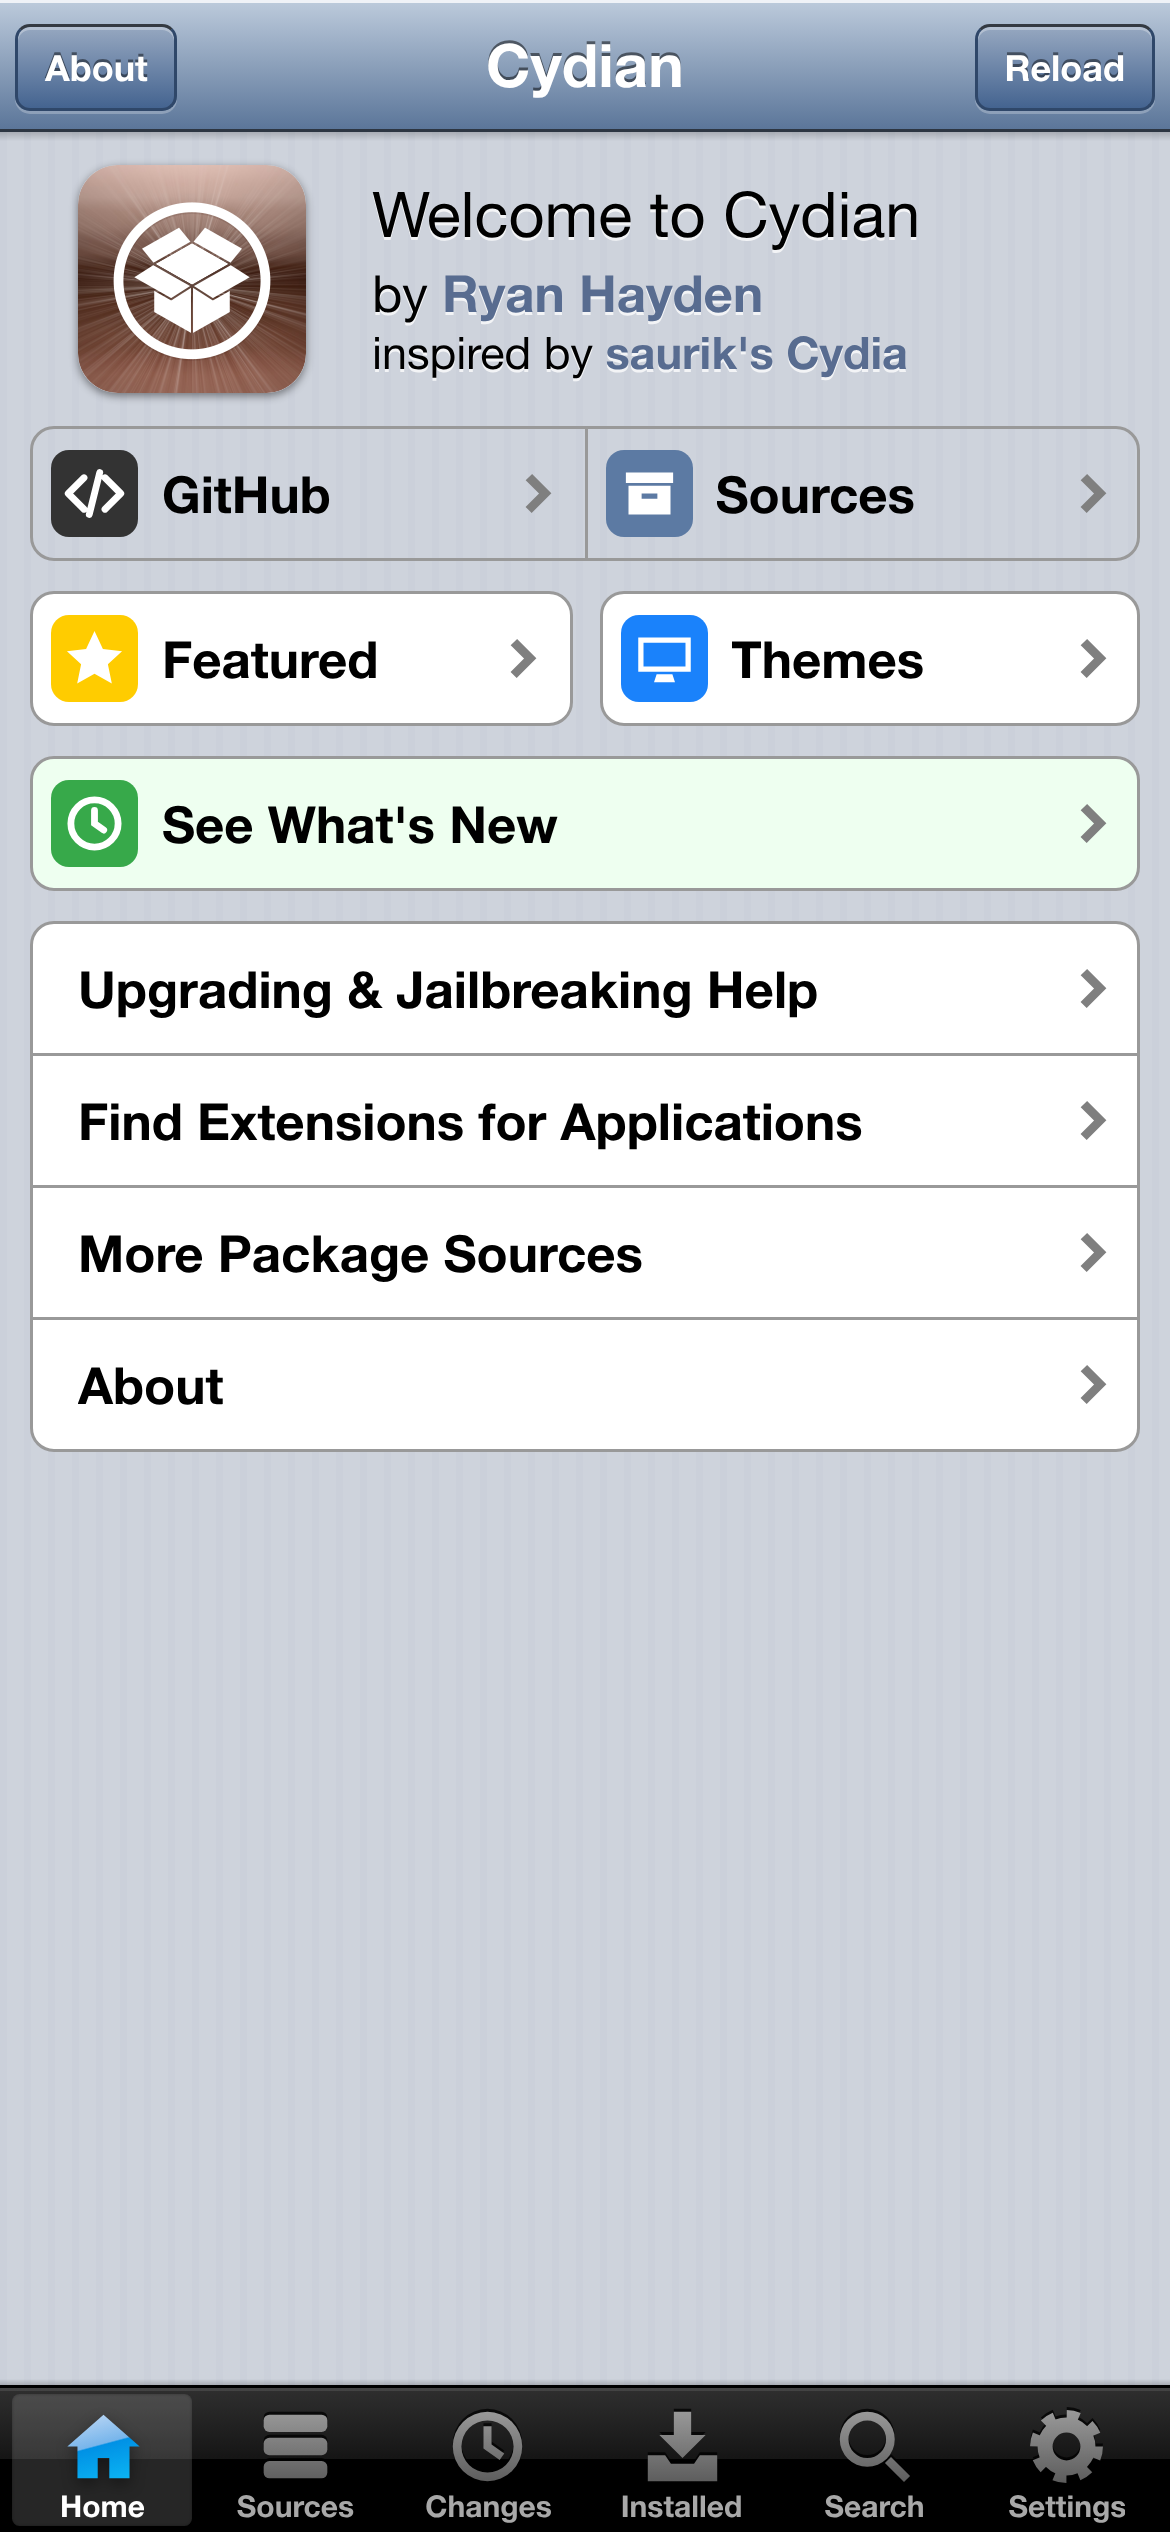 About
Cydian
Reload
Welcome to Cydian
by Ryan Hayden
inspired by saurik's Cydia
GitHub
Sources
Featured
Themes
See What's New
Upgrading & Jailbreaking Help
Find Extensions for Applications
More Package Sources
About
Home
Sources
Changes
Installed
Search
Settings